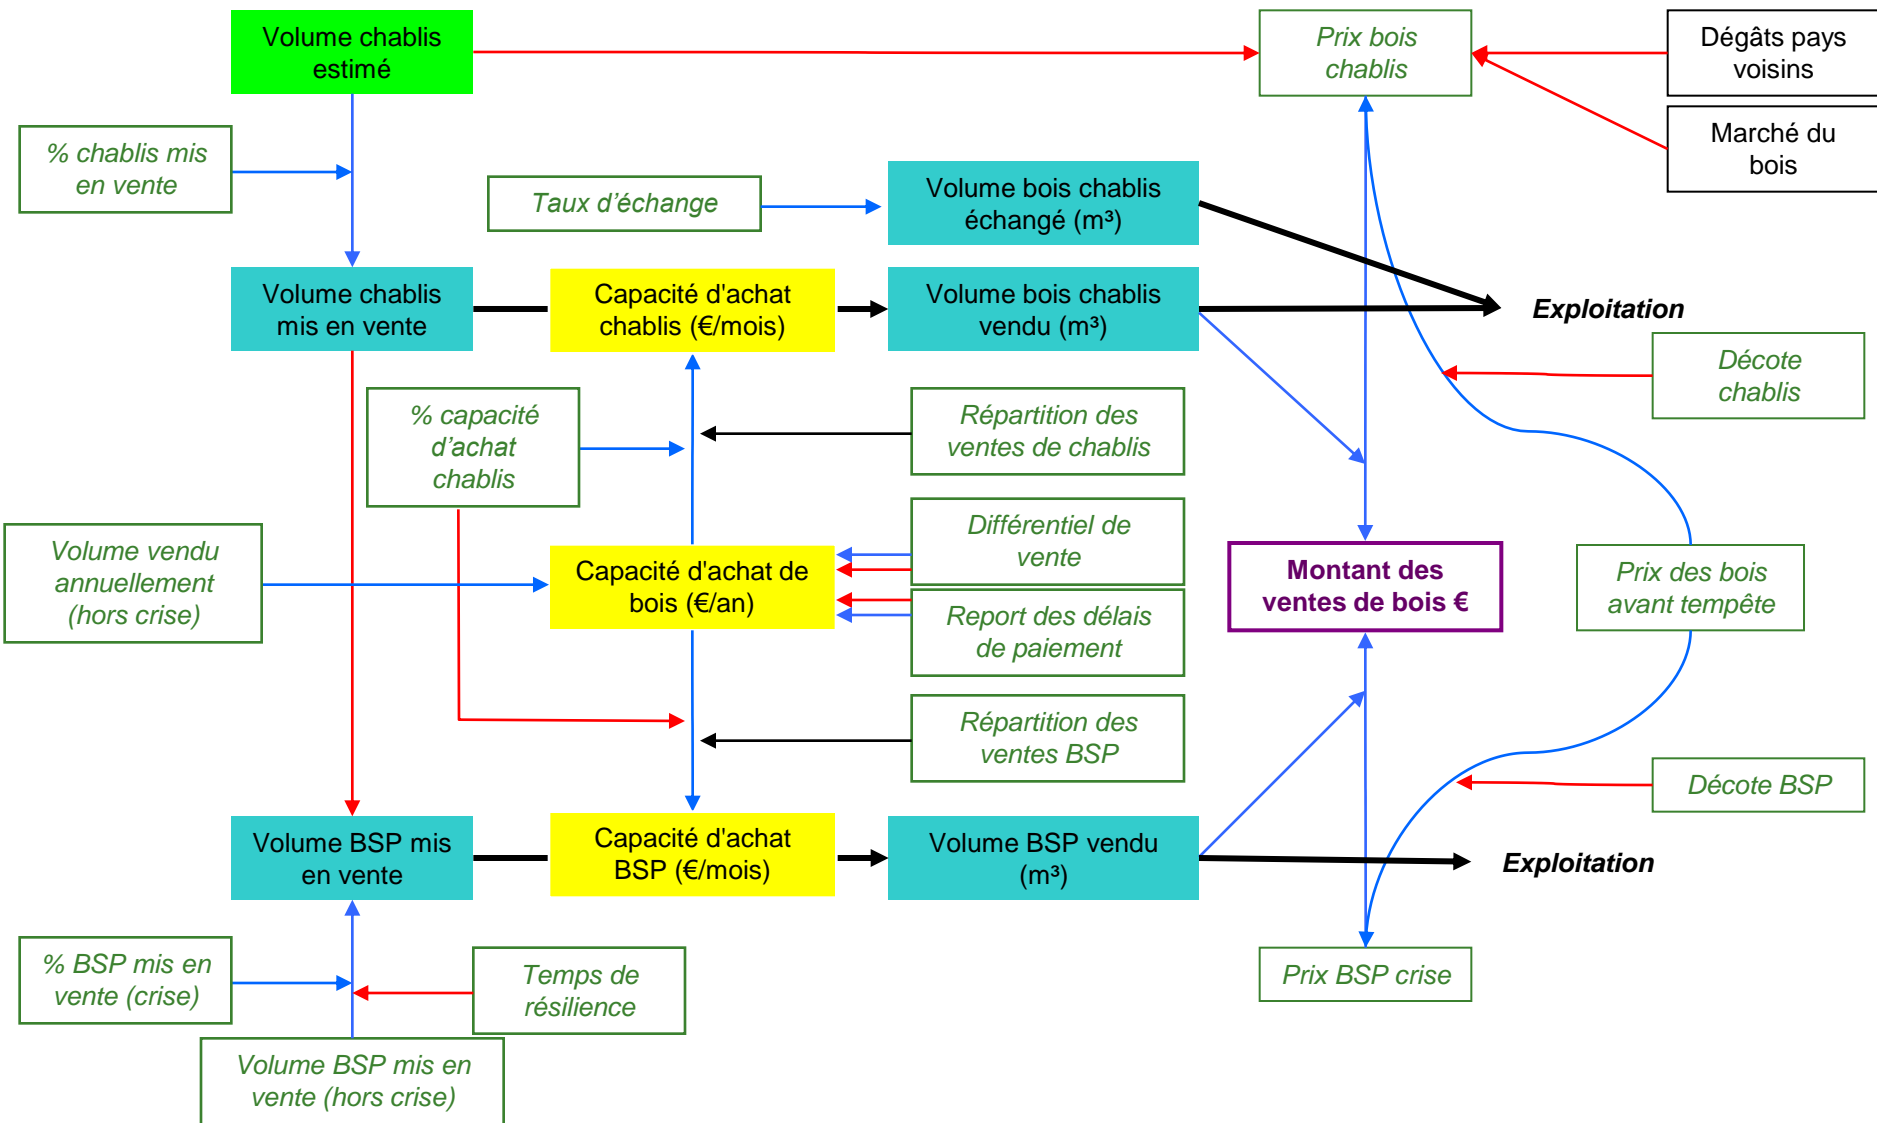 Volume chablis
estimé
Prix bois
chablis
Dégâts pays
voisins
Marché du
bois
% chablis mis
en vente
Taux d'échange
Volume bois chablis
échangé (m³)
Volume chablis
mis en vente
Capacité d'achat
chablis (€/mois)
Volume bois chablis
vendu (m³)
Exploitation
Décote
chablis
% capacité
d'achat
chablis
Répartition des
ventes de chablis
Volume vendu
annuellement
(hors crise)
Capacité d'achat de
bois (€/an)
Différentiel de
vente
Report des délais
de paiement
Montant des
ventes de bois €
Prix des bois
avant tempête
Répartition des
ventes BSP
Décote BSP
Volume BSP mis
en vente
Capacité d'achat
BSP (€/mois)
Volume BSP vendu
(m³)
Exploitation
% BSP mis en
vente (crise)
Temps de
résilience
Prix BSP crise
Volume BSP mis en
vente (hors crise)